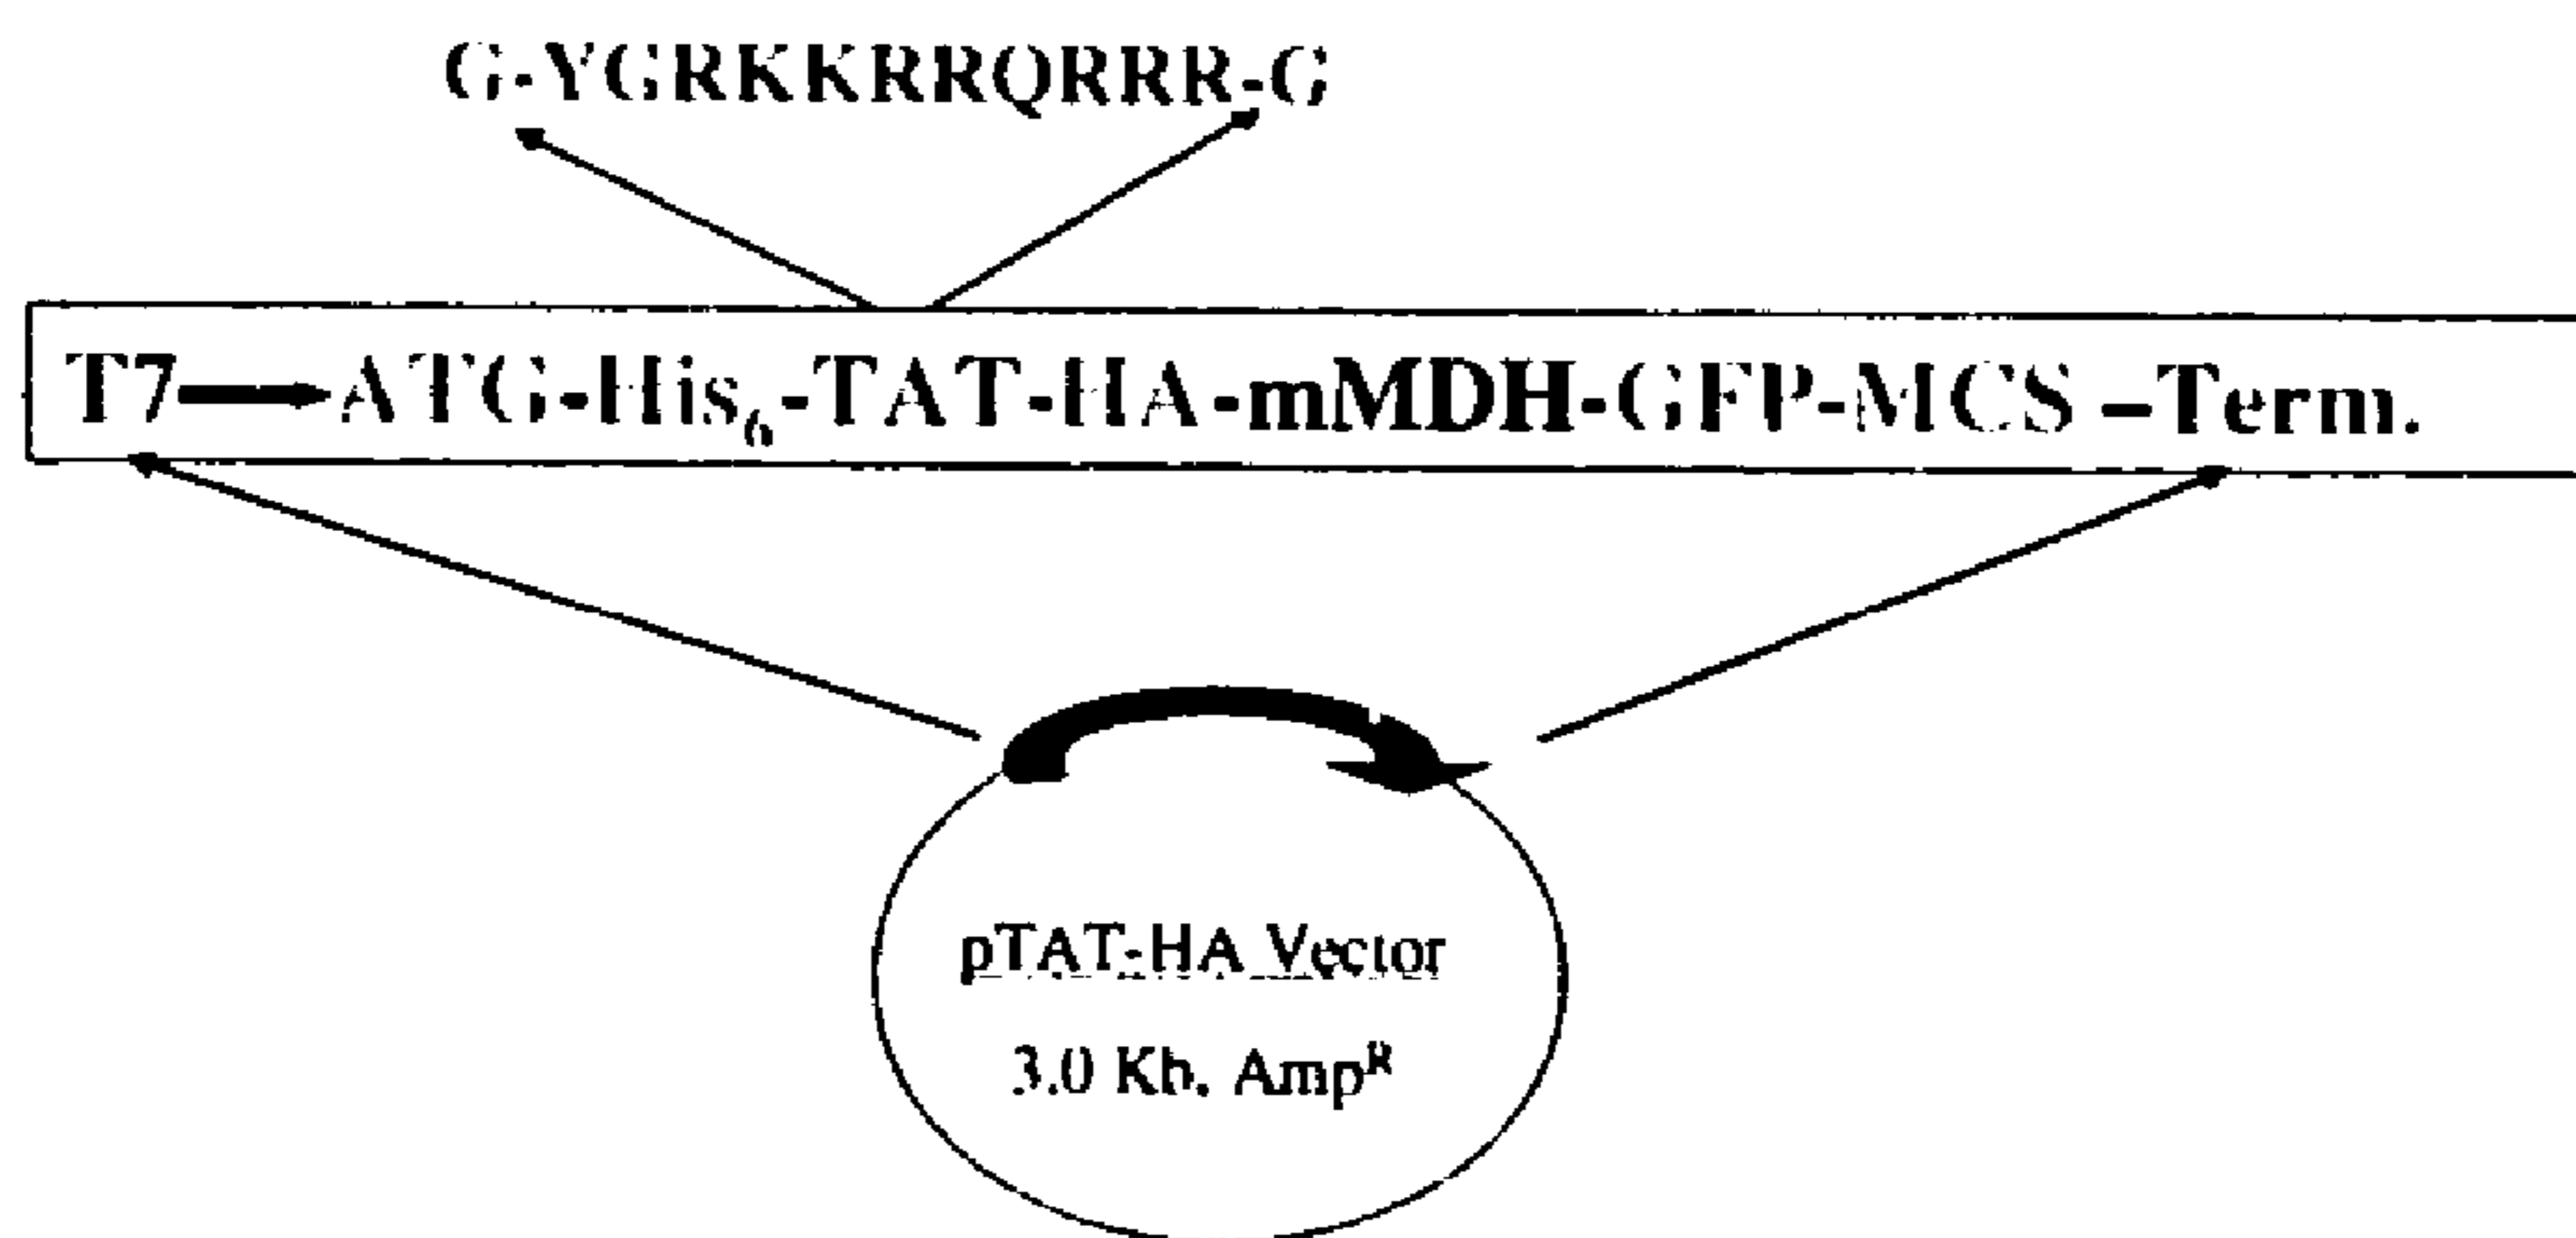 G-YGRKKRRQRRR-G
T7→ATG-His₆-TAT-HA-mMDH-GFP-MCS –Term.
pTAT-HA Vector
3.0 Kb. Ampᴿ